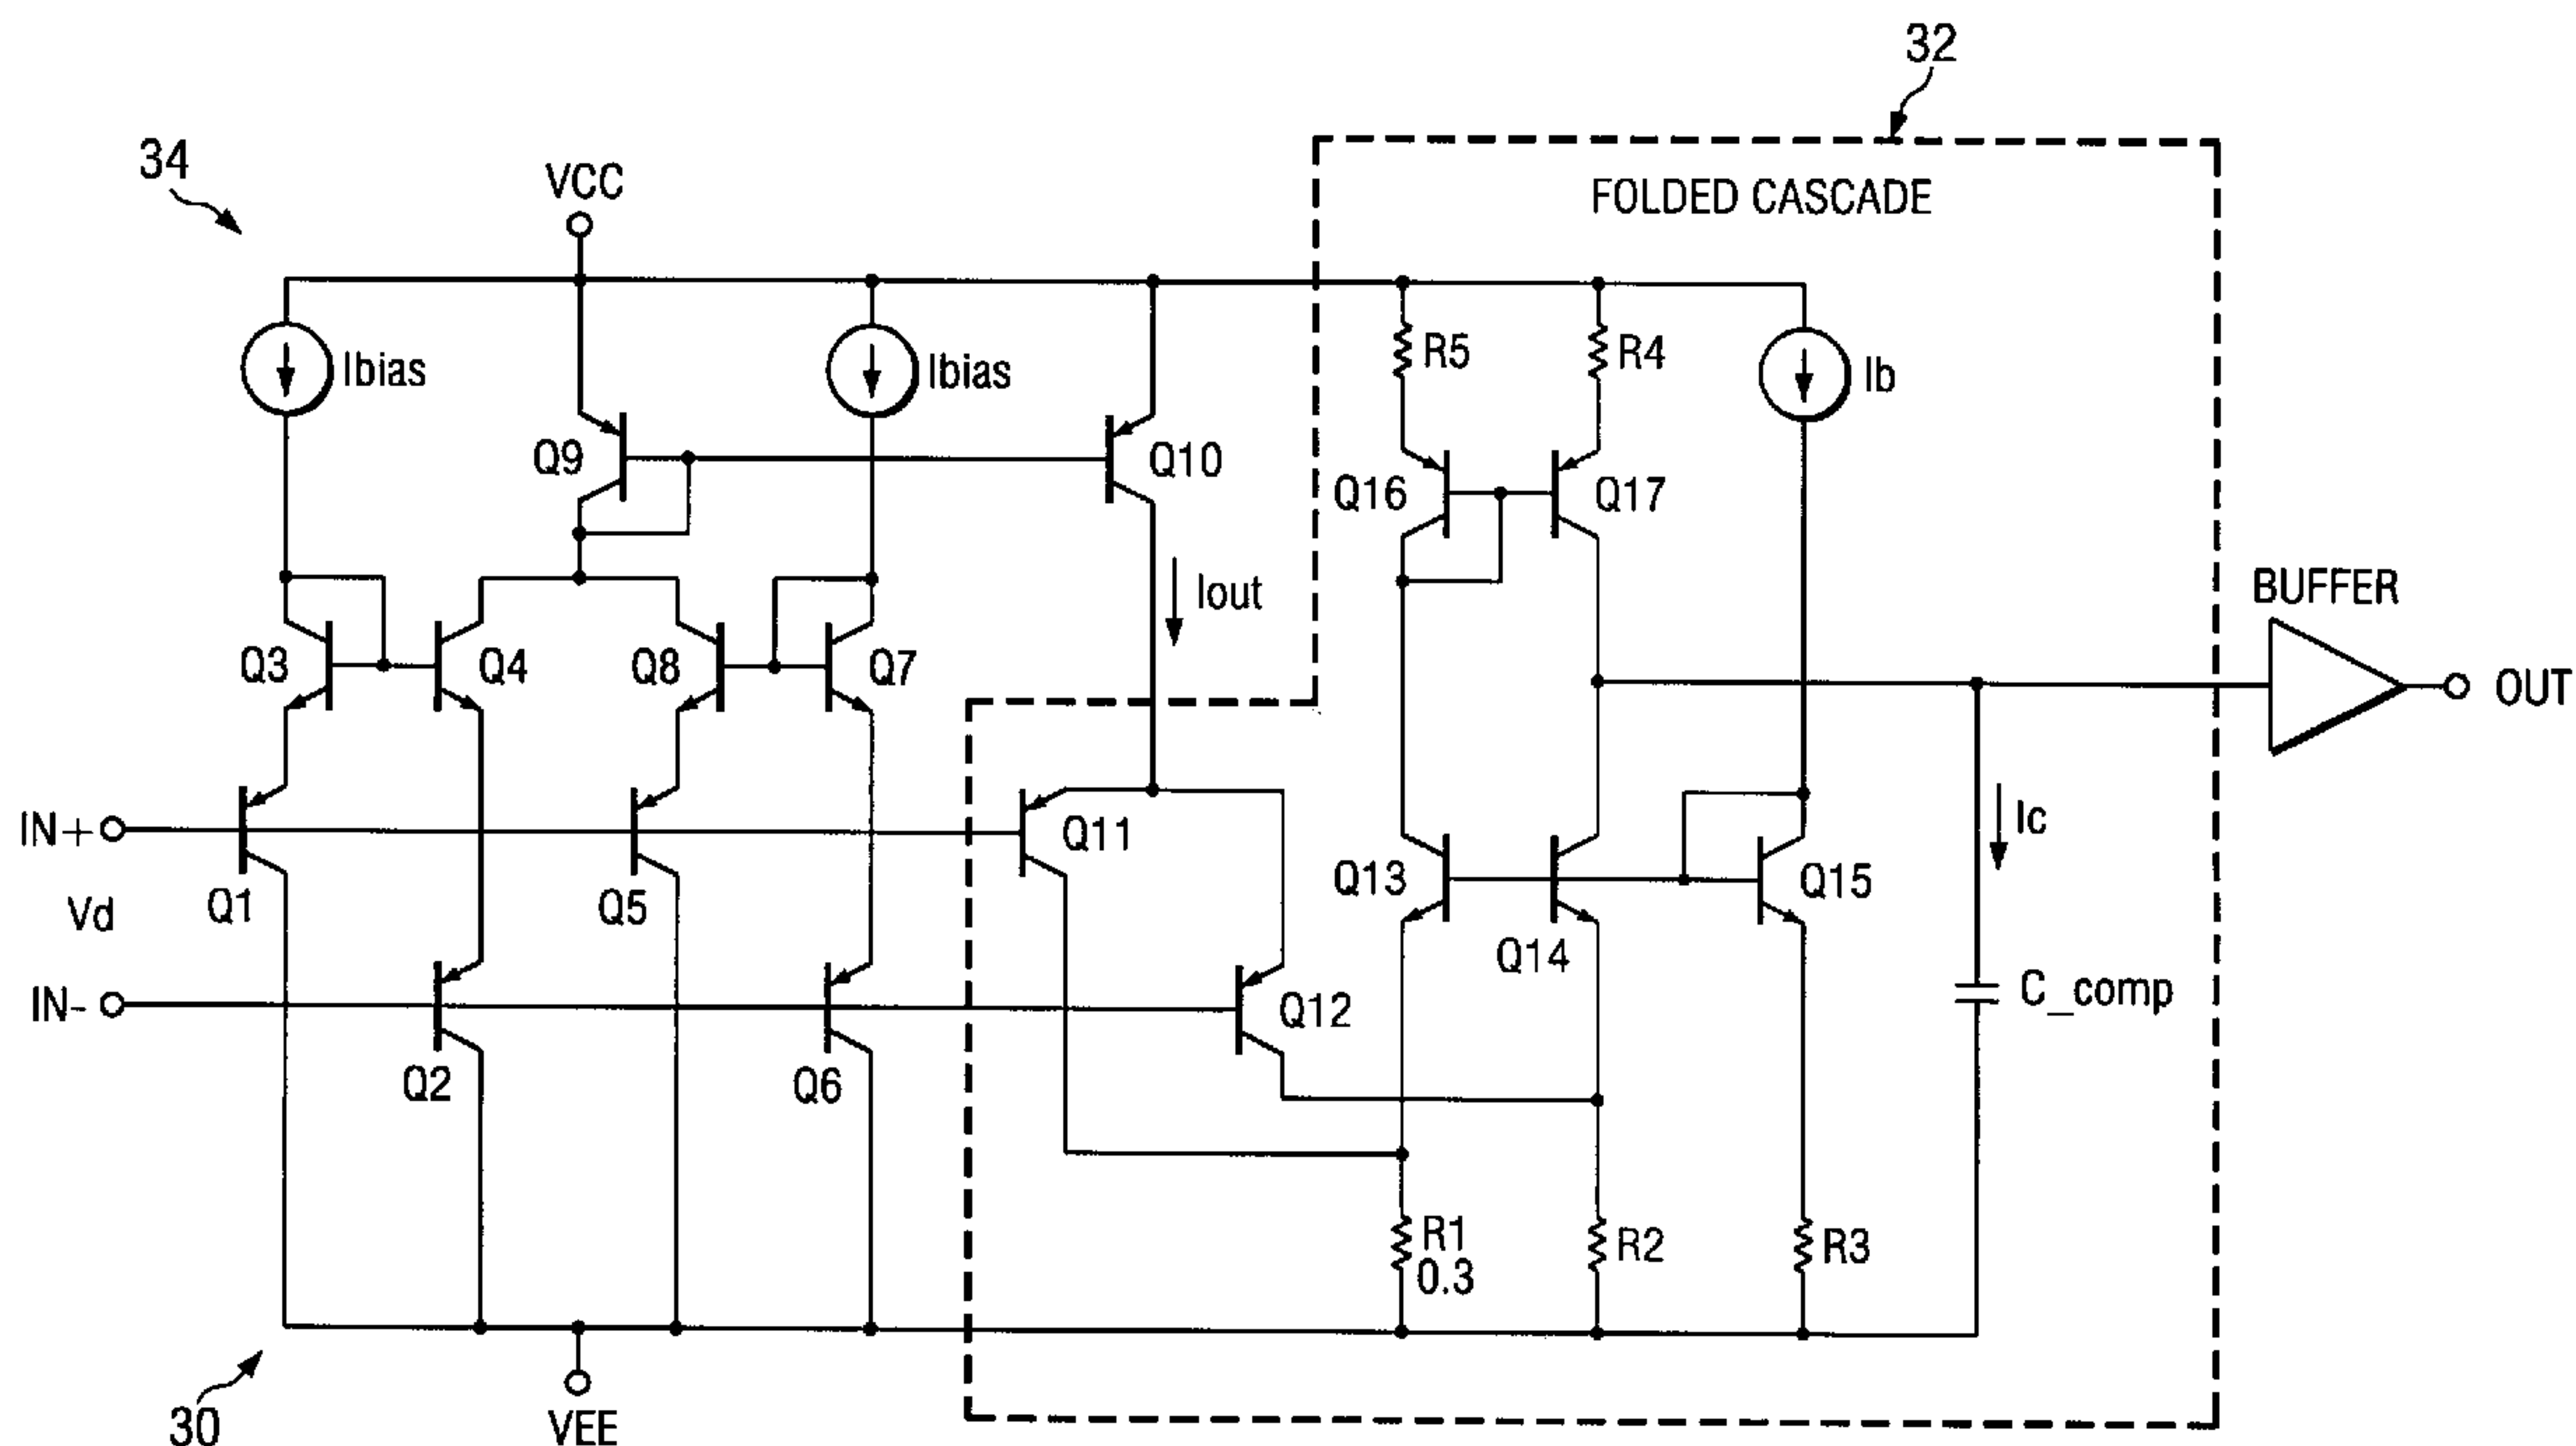 32
34
VCC
FOLDED CASCADE
Ibias
Ibias
R5
R4
Ib
Q9
Q10
Q16
Q17
Iout
BUFFER
Q3
Q4
Q8
Q7
OUT
IN+
Q11
Ic
Q13
Q15
Vd
Q1
Q5
Q14
IN-
Q12
C_comp
Q2
Q6
R1
0.3
R2
R3
30
VEE